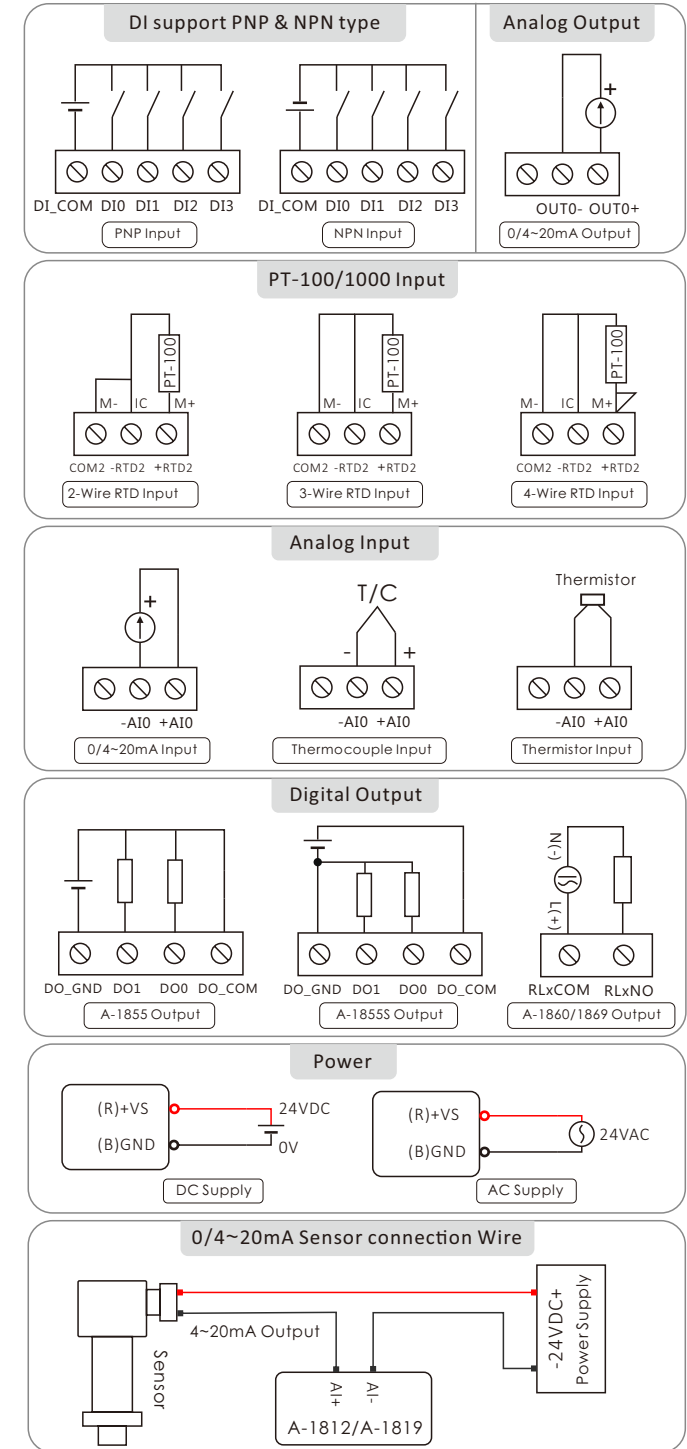 DI support PNP & NPN type
Analog Output
+
DI_COM DI0 DI1 DI2 DI3
DI_COM DI0 DI1 DI2 DI3
OUT0- OUT0+
PNP Input
NPN Input
0/4~20mA Output
PT-100/1000 Input
PT-100
M- IC M+
COM2 -RTD2 +RTD2
2-Wire RTD Input
PT-100
M- IC M+
COM2 -RTD2 +RTD2
3-Wire RTD Input
PT-100
M- IC M+
COM2 -RTD2 +RTD2
4-Wire RTD Input
Analog Input
+
-AI0 +AI0
0/4~20mA Input
T/C
- +
-AI0 +AI0
Thermocouple Input
Thermistor
-AI0 +AI0
Thermistor Input
Digital Output
DO_GND DO1 DO0 DO_COM
A-1855 Output
DO_GND DO1 DO0 DO_COM
A-1855S Output
N(-)
L(+)
RLxCOM RLxNO
A-1860/1869 Output
Power
(R)+VS
24VDC
(B)GND
0V
DC Supply
(R)+VS
24VAC
(B)GND
AC Supply
0/4~20mA Sensor connection Wire
4~20mA Output
Sensor
AI+ AI-
A-1812/A-1819
-24VDC+
Power Supply